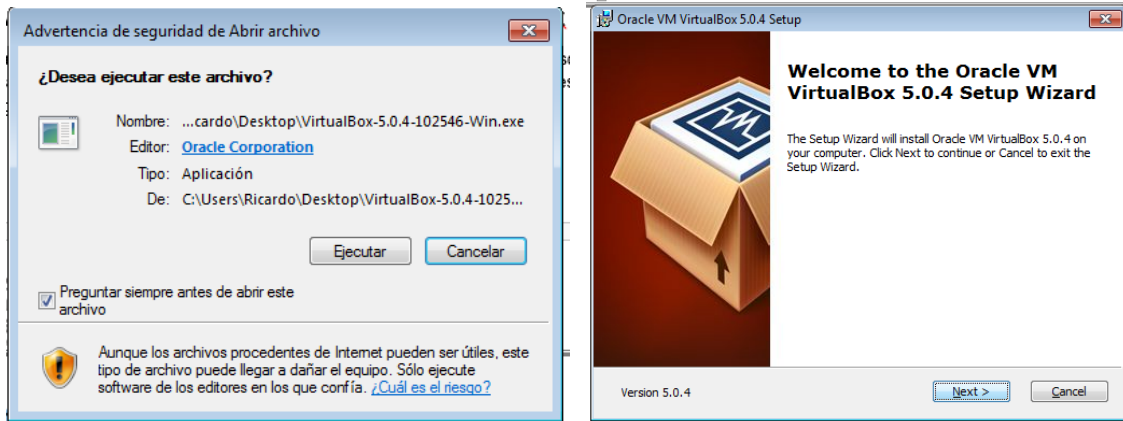 Advertencia de seguridad de Abrir archivo
¿Desea ejecutar este archivo?
Nombre: ...cardo\Desktop\VirtualBox-5.0.4-102546-Win.exe
Editor: Oracle Corporation
Tipo: Aplicación
De: C:\Users\Ricardo\Desktop\VirtualBox-5.0.4-1025...
Ejecutar Cancelar
Preguntar siempre antes de abrir este
archivo
Aunque los archivos procedentes de Internet pueden ser útiles, este
tipo de archivo puede llegar a dañar el equipo. Sólo ejecute
software de los editores en los que confía. ¿Cuál es el riesgo?
Oracle VM VirtualBox 5.0.4 Setup
Welcome to the Oracle VM
VirtualBox 5.0.4 Setup Wizard
The Setup Wizard will install Oracle VM VirtualBox 5.0.4 on
your computer. Click Next to continue or Cancel to exit the
Setup Wizard.
Version 5.0.4
Next > Cancel